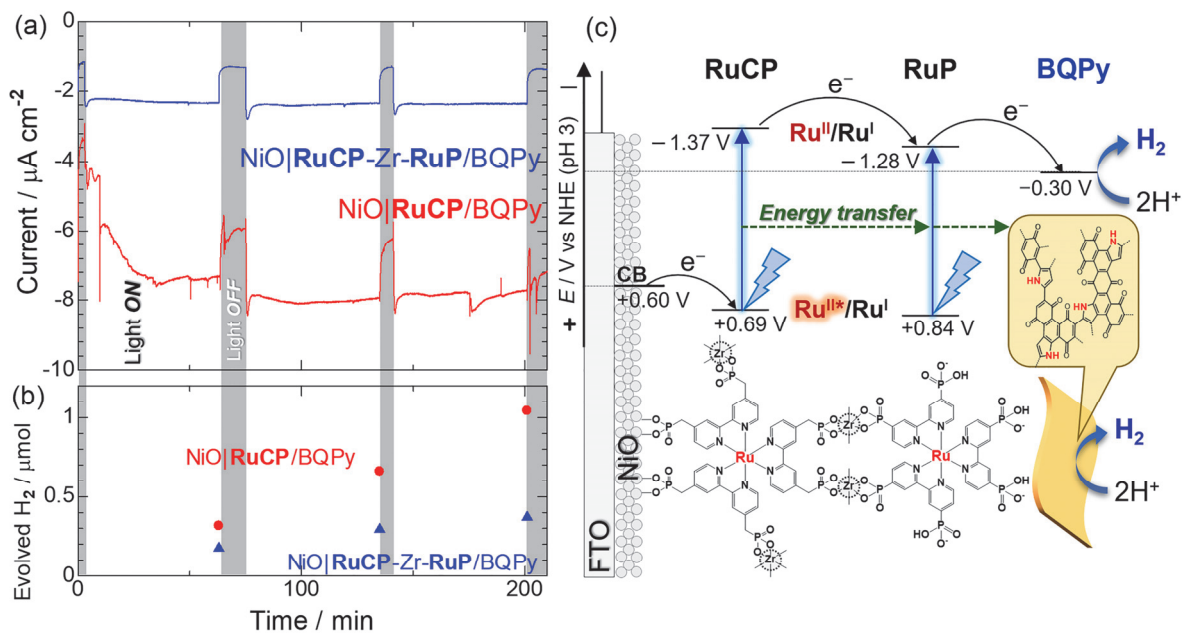 (a)
0
-2
-4
-6
-8
-10
Current / μA cm⁻²
NiO|RuCP-Zr-RuP/BQPy
NiO|RuCP/BQPy
Light ON
Light OFF
(b)
1
0.5
0
Evolved H₂ / μmol
NiO|RuCP/BQPy
NiO|RuCP-Zr-RuP/BQPy
0
100
200
Time / min
(c)
RuCP
RuP
BQPy
+ E / V vs NHE (pH 3) –
e⁻
e⁻
Ruᴵᴵ/Ruᴵ
– 1.37 V
– 1.28 V
−0.30 V
H₂
2H⁺
Energy transfer
CB
e⁻
+0.60 V
+0.69 V
Ruᴵᴵ*/Ruᴵ
+0.84 V
HN
NH
NH
HN
FTO
NiO
Zr
O
O
P
O
Ru
N
N
N
N
N
N
Zr
Zr
Zr
Ru
N
N
N
N
N
N
O⁻
OH
HO
O⁻
H₂
2H⁺